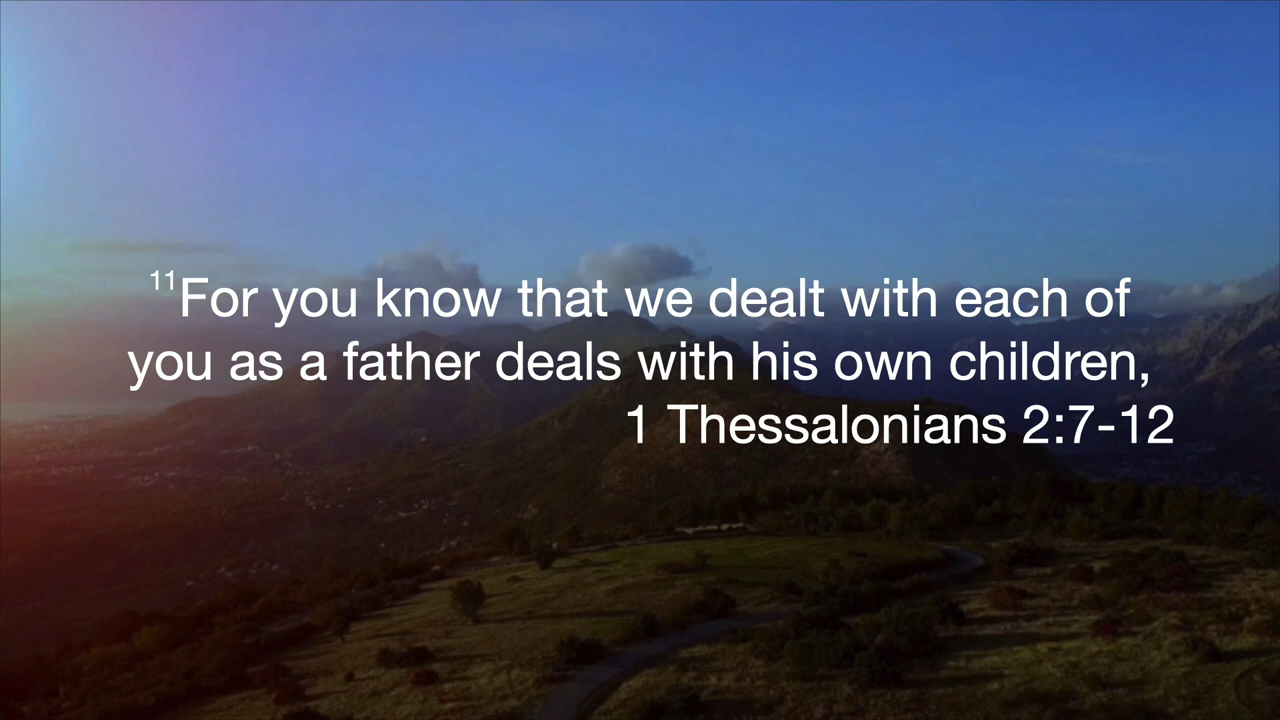 11For you know that we dealt with each of
you as a father deals with his own children,
1 Thessalonians 2:7-12